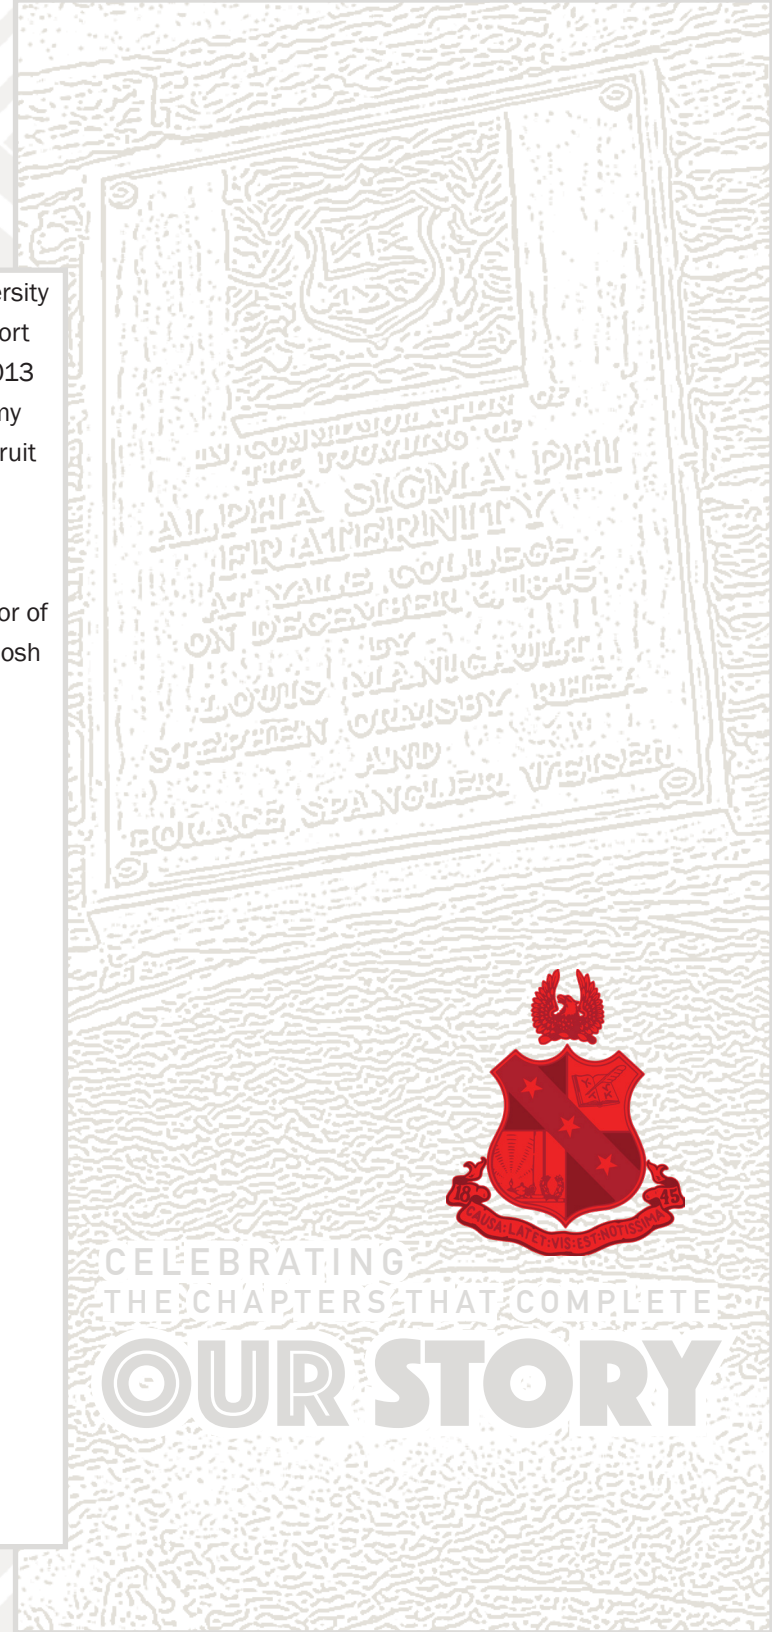 ersity
ort
013
ny
ruit
or of
osh
IN COMMEMORATION OF
THE FOUNDING OF
ALPHA SIGMA PHI
FRATERNITY
AT YALE COLLEGE
ON DECEMBER 6, 1845
BY
LOUIS MANIGAULT
STEPHEN ORMSBY RHEA
AND
HORACE SPANGLER WEISER
18 45
CAUSA:LATET:VIS:EST:NOTISSIMA
CELEBRATING
THE CHAPTERS THAT COMPLETE
OUR STORY